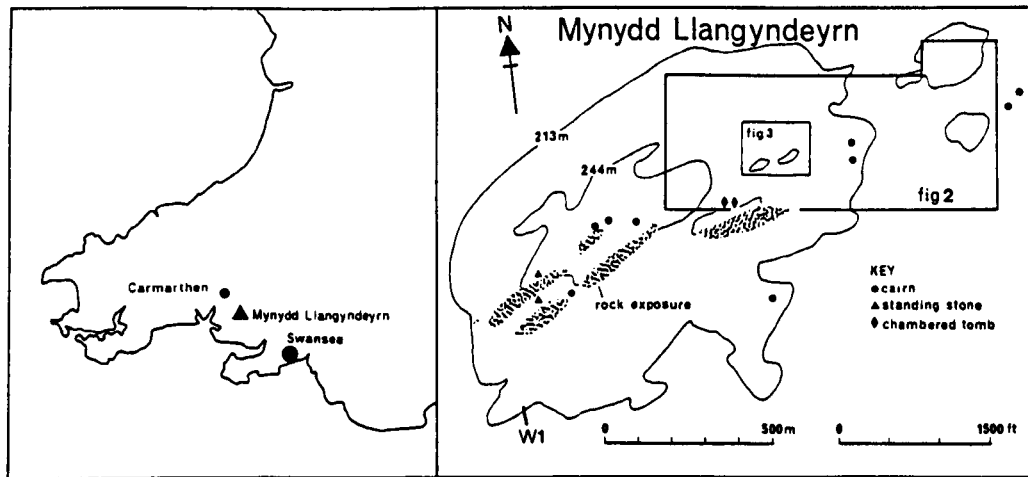 Carmarthen
Mynydd Llangyndeyrn
Swansea
N
Mynydd Llangyndeyrn
213m
244m
fig 3
fig 2
rock exposure
KEY
cairn
standing stone
chambered tomb
W1
0 500m 0 1500 ft